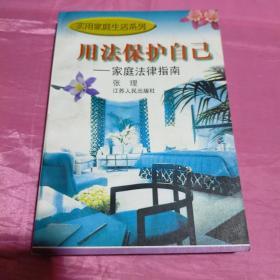 实用家庭生活系列
用法保护自己
——家庭法律指南
张理
江苏人民出版社